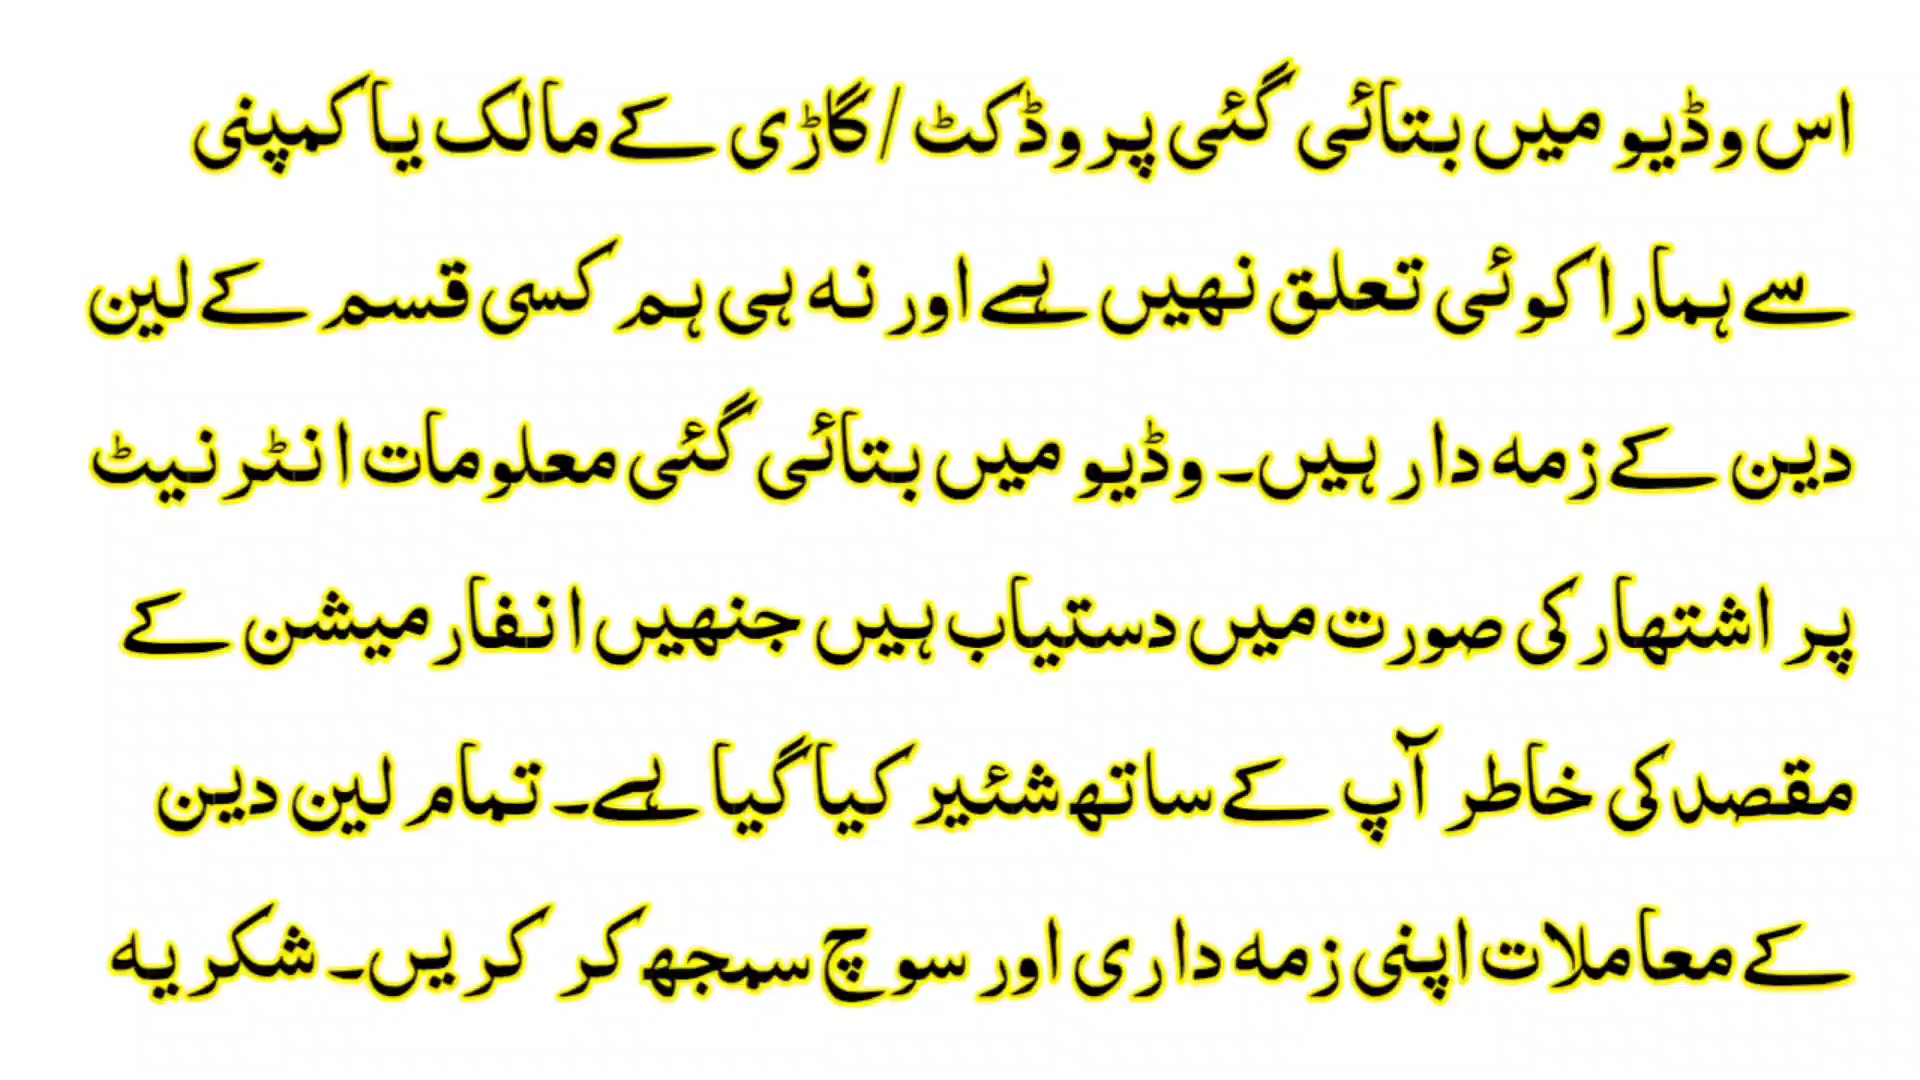 اس وڈیو میں بتائی گئی پروڈکٹ/گاڑی کے مالک یا کمپنی
سے ہمارا کوئی تعلق نہیں ہے اور نہ ہی ہم کسی قسم کے لین
دین کے زمہ دار ہیں۔ وڈیو میں بتائی گئی معلومات انٹرنیٹ
پر اشتھار کی صورت میں دستیاب ہیں جنھیں انفارمیشن کے
مقصد کی خاطر آپ کے ساتھ شئیر کیا گیا ہے۔ تمام لین دین
کے معاملات اپنی زمہ داری اور سوچ سمجھ کر کریں۔ شکریہ